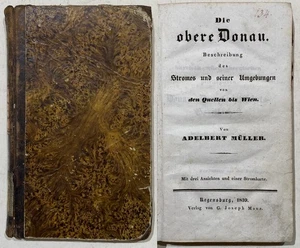 Die
obere Donau.
Beschreibung
des
Stromes und seiner Umgebungen
von
den Quellen bis Wien.
Von
ADELBERT MÜLLER.
Mit drei Ansichten und einer Stromkarte.
Regensburg, 1839.
Verlag von G. Joseph Manz.